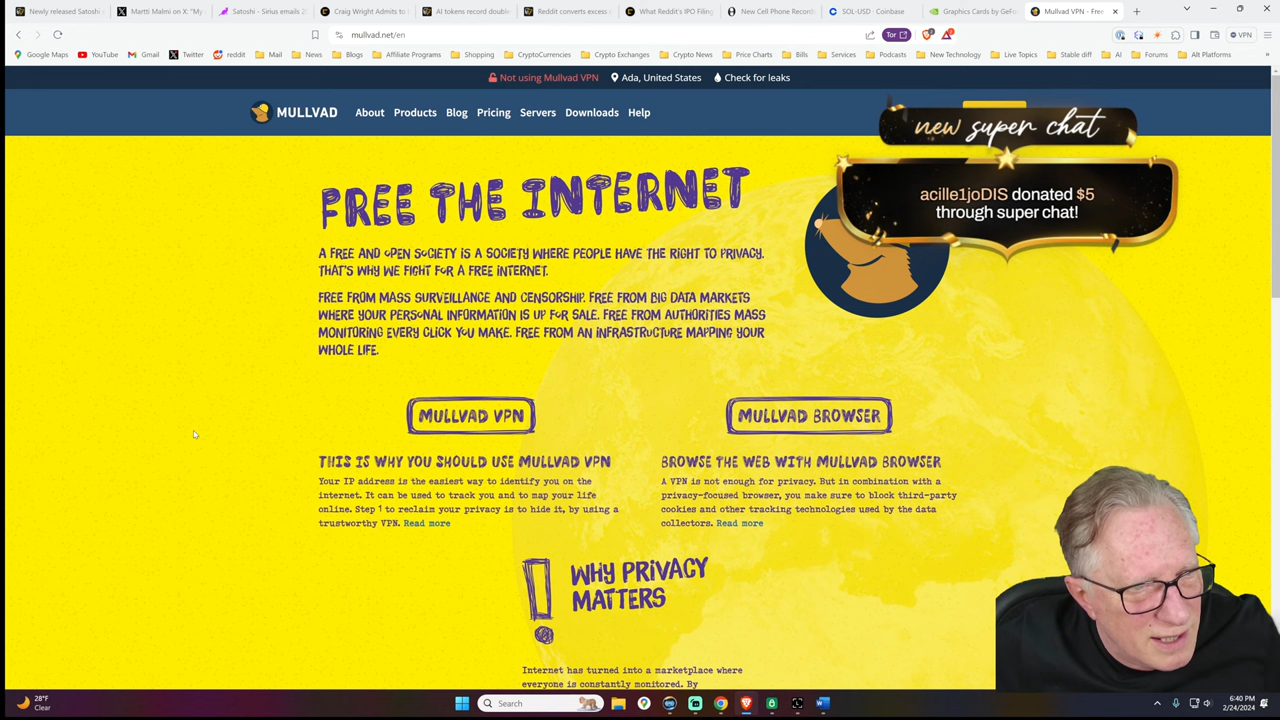 Newly released Satoshi
Martti Malmi on X: "My
Satoshi - Sirius emails 20
Craig Wright Admits to
AI tokens record double
Reddit converts excess c
What Reddit's IPO Filing
New Cell Phone Records
SOL-USD · Coinbase
Graphics Cards by GeFo
Mullvad VPN - Free
mullvad.net/en
Tor
VPN
Google Maps
YouTube
Gmail
Twitter
reddit
Mail
News
Blogs
Affiliate Programs
Shopping
CryptoCurrencies
Crypto Exchanges
Crypto News
Price Charts
Bills
Services
Podcasts
New Technology
Live Topics
Stable diff
AI
Forums
Alt Platforms
Not using Mullvad VPN
Ada, United States
Check for leaks
MULLVAD
About
Products
Blog
Pricing
Servers
Downloads
Help
new super chat
acille1joDIS donated $5
through super chat!
FREE THE INTERNET
A FREE AND OPEN SOCIETY IS A SOCIETY WHERE PEOPLE HAVE THE RIGHT TO PRIVACY.
THAT'S WHY WE FIGHT FOR A FREE INTERNET.
FREE FROM MASS SURVEILLANCE AND CENSORSHIP. FREE FROM BIG DATA MARKETS
WHERE YOUR PERSONAL INFORMATION IS UP FOR SALE. FREE FROM AUTHORITIES MASS
MONITORING EVERY CLICK YOU MAKE. FREE FROM AN INFRASTRUCTURE MAPPING YOUR
WHOLE LIFE.
MULLVAD VPN
MULLVAD BROWSER
THIS IS WHY YOU SHOULD USE MULLVAD VPN
Your IP address is the easiest way to identify you on the
internet. It can be used to track you and to map your life
online. Step 1 to reclaim your privacy is to hide it, by using a
trustworthy VPN. Read more
BROWSE THE WEB WITH MULLVAD BROWSER
A VPN is not enough for privacy. But in combination with a
privacy-focused browser, you make sure to block third-party
cookies and other tracking technologies used by the data
collectors. Read more
WHY PRIVACY
MATTERS
Internet has turned into a marketplace where
everyone is constantly monitored. By
28°F
Clear
Search
6:40 PM
2/24/2024